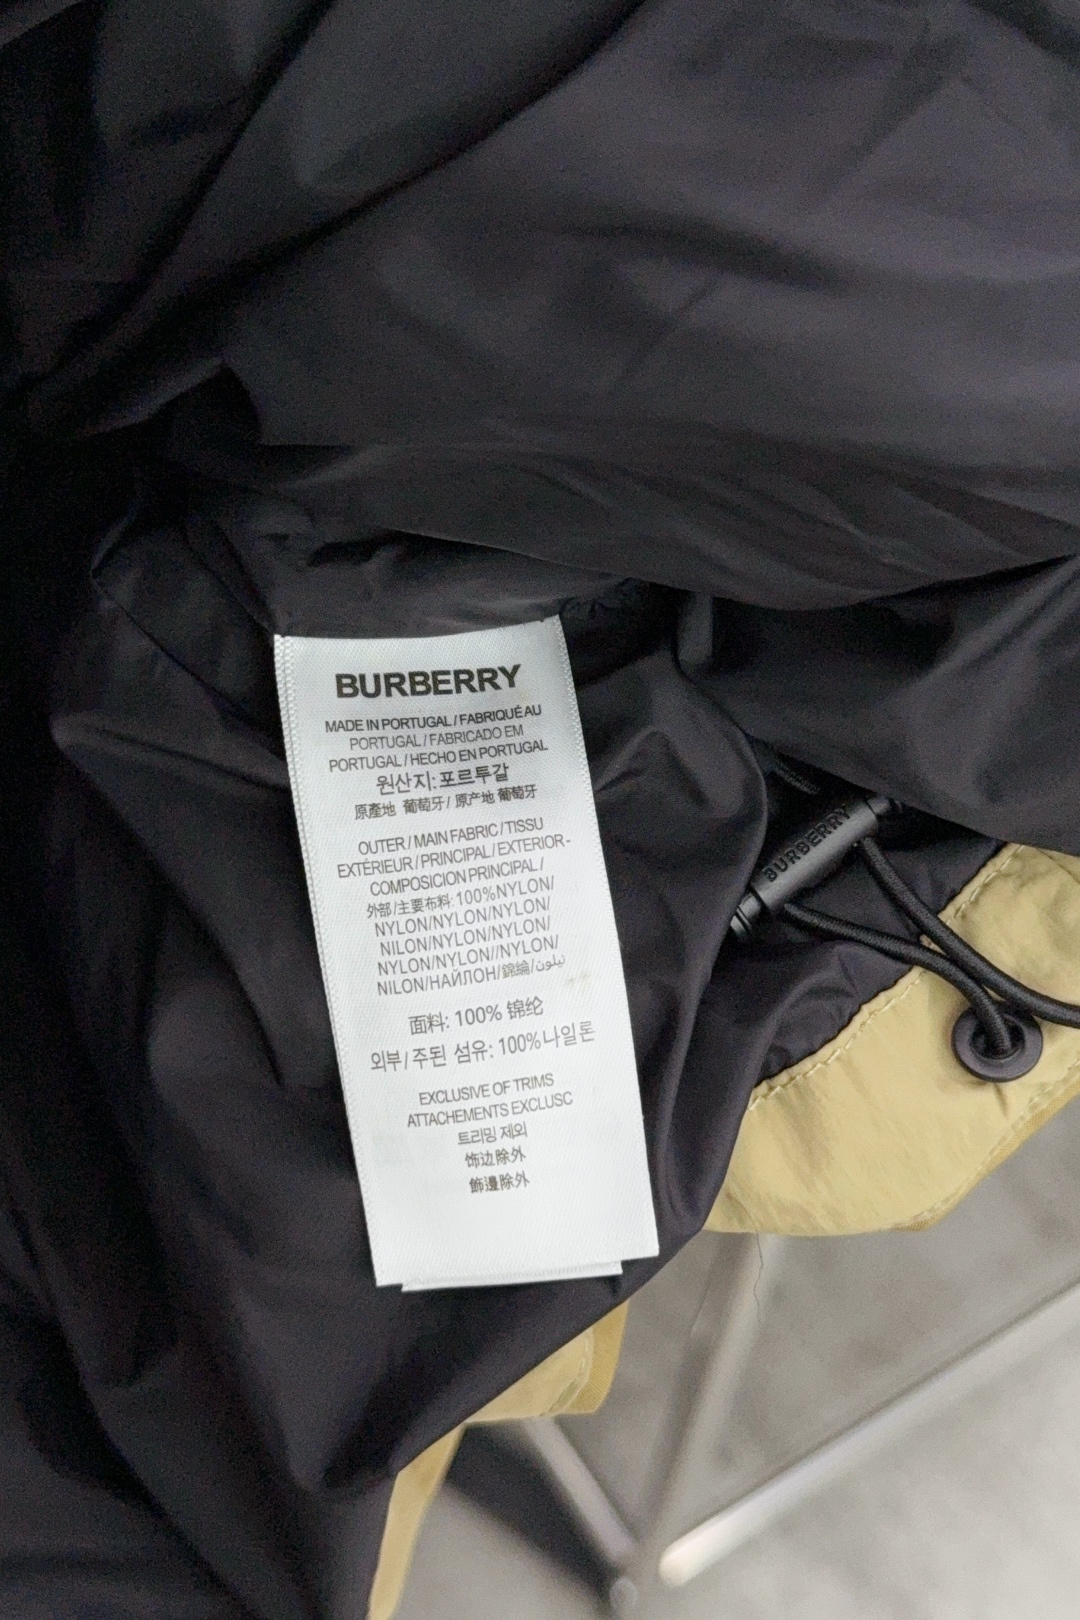 BURBERRY
MADE IN PORTUGAL / FABRIQUÉ AU
PORTUGAL / FABRICADO EM
PORTUGAL / HECHO EN PORTUGAL
원산지: 포르투갈
原產地 葡萄牙 / 原产地 葡萄牙
OUTER / MAIN FABRIC / TISSU
EXTÉRIEUR / PRINCIPAL / EXTERIOR-
COMPOSICION PRINCIPAL /
外部/主要布料: 100%NYLON/
NYLON/NYLON/NYLON/
NILON/NYLON/NYLON/
NYLON/NYLON//NYLON/
NILON/НАЙЛОН/錦綸/نيلون
面料: 100% 锦纶
외부/주된 섬유: 100%나일론
EXCLUSIVE OF TRIMS
ATTACHEMENTS EXCLUSC
트리밍 제외
饰边除外
飾邊除外
BURBERRY